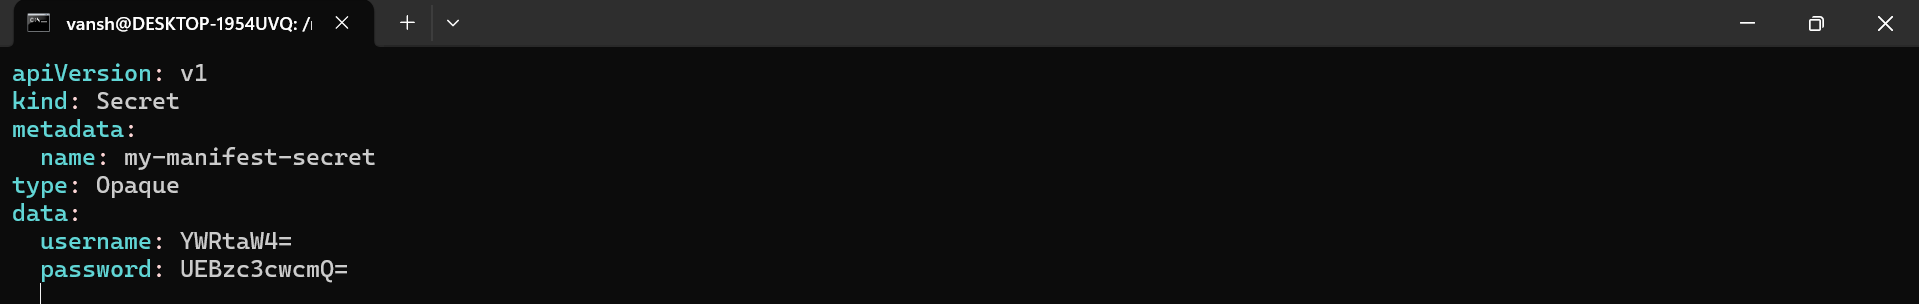 vansh@DESKTOP-1954UVQ: /
apiVersion: v1
kind: Secret
metadata:
  name: my-manifest-secret
type: Opaque
data:
  username: YWRtaW4=
  password: UEBzc3cwcmQ=